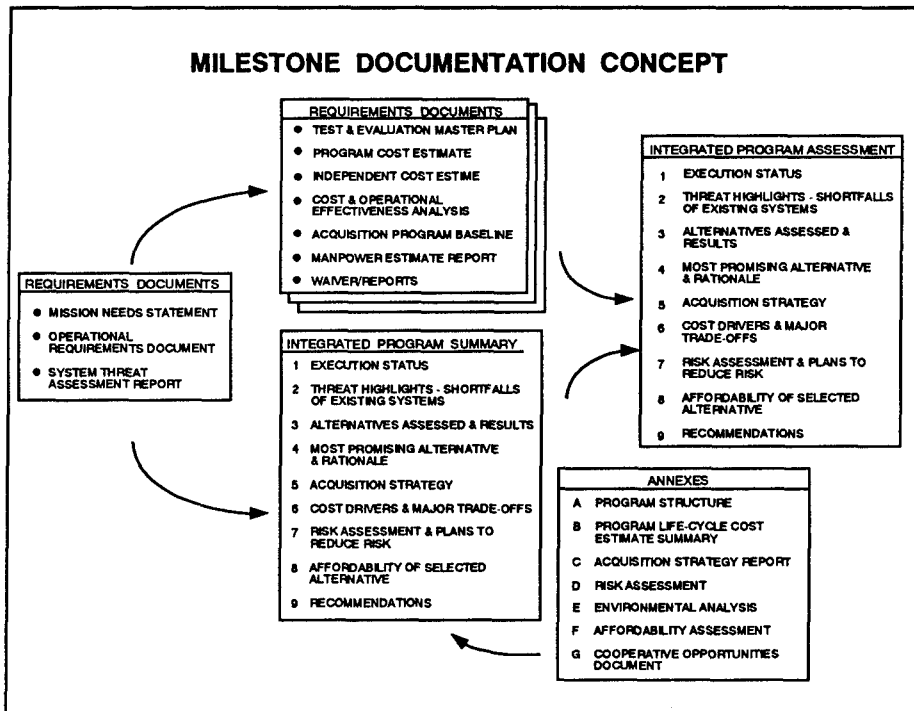 MILESTONE DOCUMENTATION CONCEPT
REQUIREMENTS DOCUMENTS
● MISSION NEEDS STATEMENT
● OPERATIONAL
REQUIREMENTS DOCUMENT
● SYSTEM THREAT
ASSESSMENT REPORT
REQUIREMENTS DOCUMENTS
● TEST & EVALUATION MASTER PLAN
● PROGRAM COST ESTIMATE
● INDEPENDENT COST ESTIME
● COST & OPERATIONAL
EFFECTIVENESS ANALYSIS
● ACQUISITION PROGRAM BASELINE
● MANPOWER ESTIMATE REPORT
● WAIVER/REPORTS
INTEGRATED PROGRAM SUMMARY
1 EXECUTION STATUS
2 THREAT HIGHLIGHTS - SHORTFALLS
OF EXISTING SYSTEMS
3 ALTERNATIVES ASSESSED & RESULTS
4 MOST PROMISING ALTERNATIVE
& RATIONALE
5 ACQUISITION STRATEGY
6 COST DRIVERS & MAJOR TRADE-OFFS
7 RISK ASSESSMENT & PLANS TO
REDUCE RISK
8 AFFORDABILITY OF SELECTED
ALTERNATIVE
9 RECOMMENDATIONS
INTEGRATED PROGRAM ASSESSMENT
1 EXECUTION STATUS
2 THREAT HIGHLIGHTS - SHORTFALLS
OF EXISTING SYSTEMS
3 ALTERNATIVES ASSESSED &
RESULTS
4 MOST PROMISING ALTERNATIVE
& RATIONALE
5 ACQUISITION STRATEGY
6 COST DRIVERS & MAJOR
TRADE-OFFS
7 RISK ASSESSMENT & PLANS TO
REDUCE RISK
8 AFFORDABILITY OF SELECTED
ALTERNATIVE
9 RECOMMENDATIONS
ANNEXES
A PROGRAM STRUCTURE
B PROGRAM LIFE-CYCLE COST
ESTIMATE SUMMARY
C ACQUISITION STRATEGY REPORT
D RISK ASSESSMENT
E ENVIRONMENTAL ANALYSIS
F AFFORDABILITY ASSESSMENT
G COOPERATIVE OPPORTUNITIES
DOCUMENT